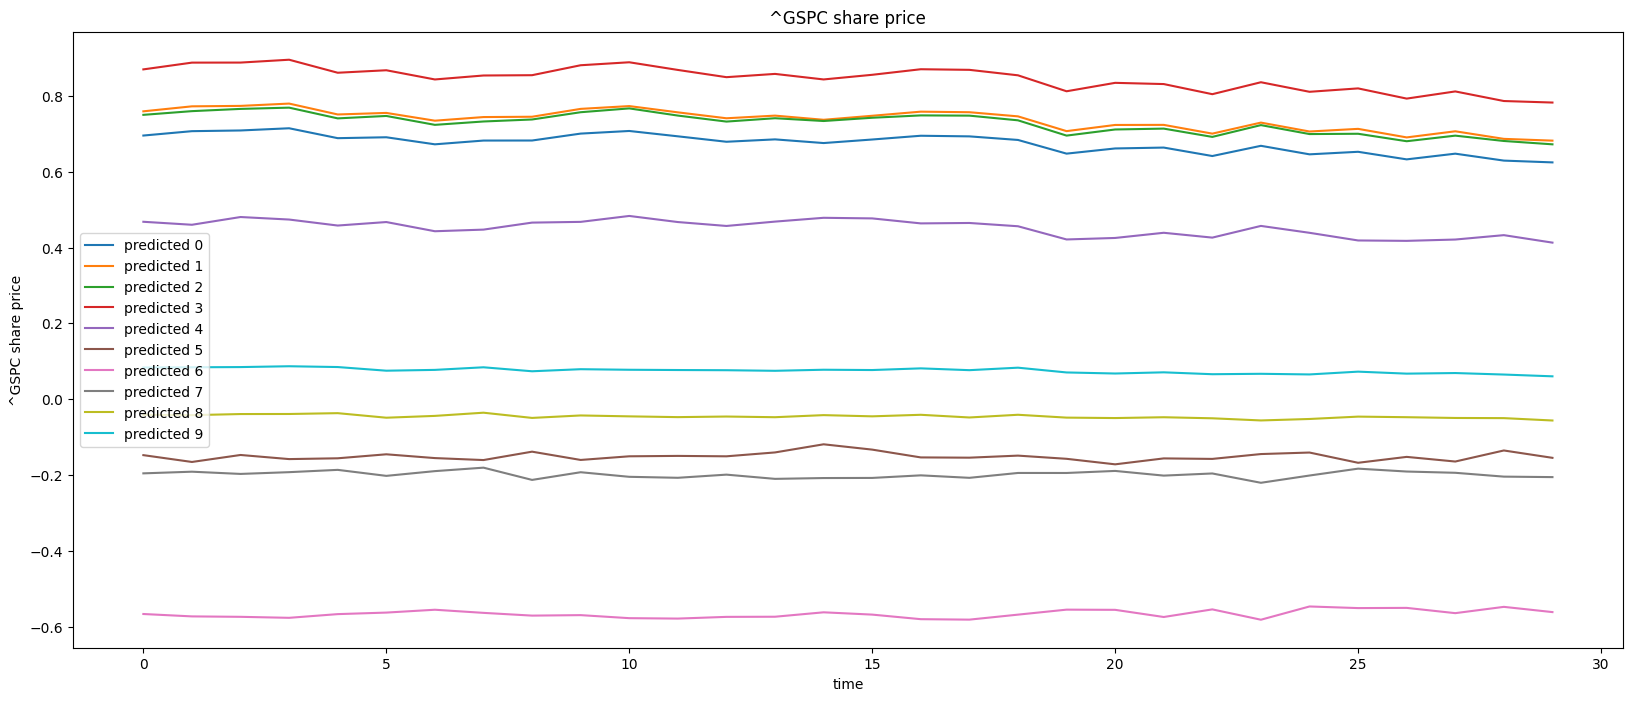 ^GSPC share price
^GSPC share price
0.8
0.6
0.4
0.2
0.0
−0.2
−0.4
−0.6
predicted 0
predicted 1
predicted 2
predicted 3
predicted 4
predicted 5
predicted 6
predicted 7
predicted 8
predicted 9
0 5 10 15 20 25 30
time